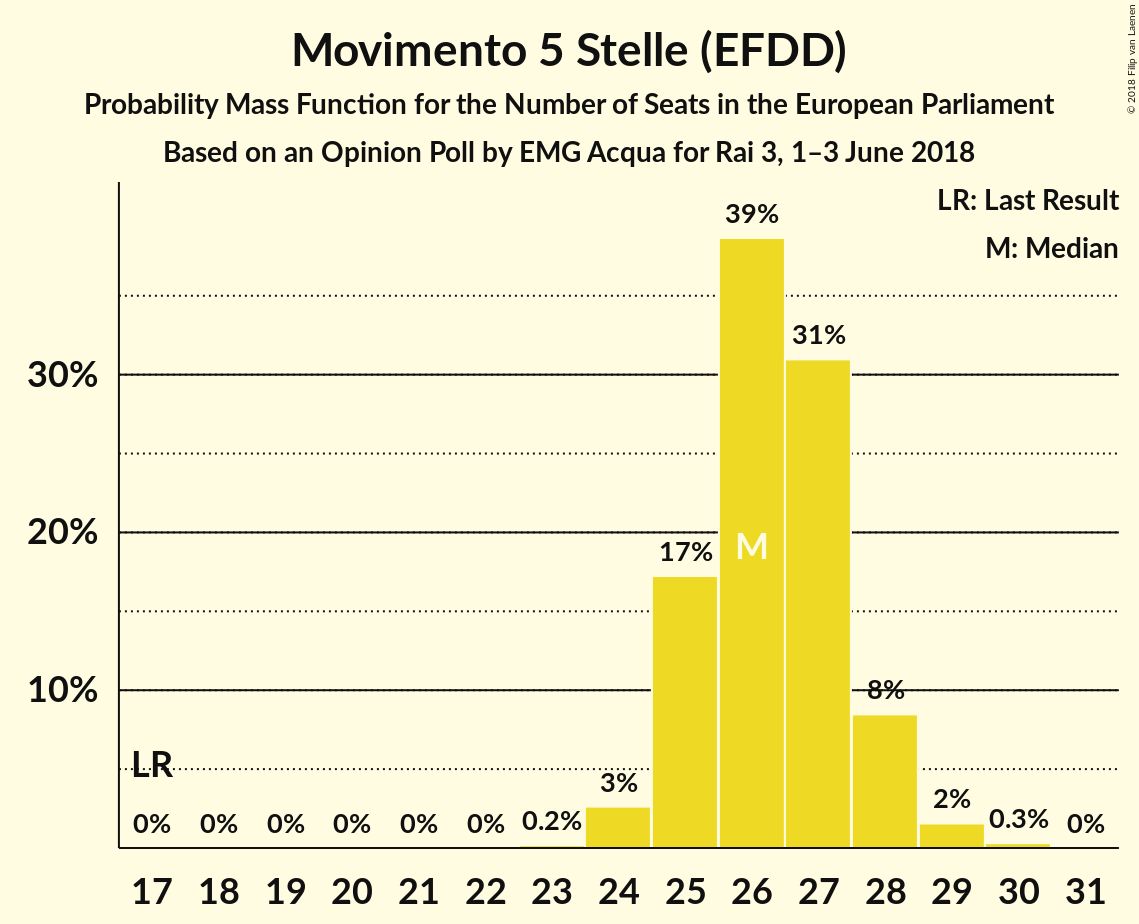 Movimento 5 Stelle (EFDD)
Probability Mass Function for the Number of Seats in the European Parliament
Based on an Opinion Poll by EMG Acqua for Rai 3, 1–3 June 2018
© 2018 Filip van Laenen
LR: Last Result
M: Median
39%
31%
30%
20%
17%
M
10%
8%
LR
3%
2%
0% 0% 0% 0% 0% 0% 0.2% 0.3% 0%
17 18 19 20 21 22 23 24 25 26 27 28 29 30 31